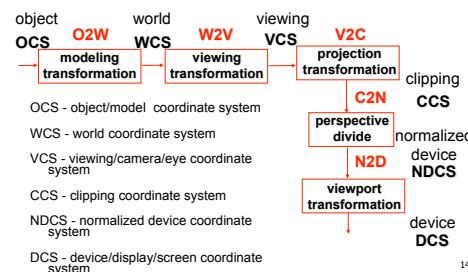 object
world
viewing
OCS
O2W
WCS
W2V
VCS
V2C
modeling
transformation
viewing
transformation
projection
transformation
clipping
C2N
CCS
OCS - object/model coordinate system
perspective
divide
WCS - world coordinate system
normalized
device
N2D
NDCS
VCS - viewing/camera/eye coordinate
system
viewport
transformation
CCS - clipping coordinate system
NDCS - normalized device coordinate
system
device
DCS
DCS - device/display/screen coordinate
system
14